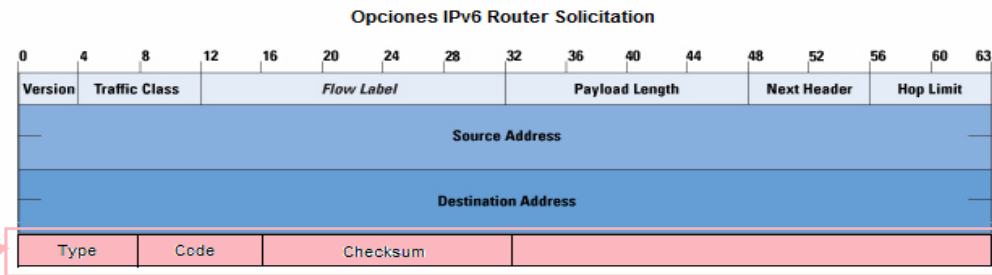 Opciones IPv6 Router Solicitation
0 4 8 12 16 20 24 28 32 36 40 44 48 52 56 60 63
Version Traffic Class Flow Label Payload Length Next Header Hop Limit
Source Address
Destination Address
Type Code Checksum